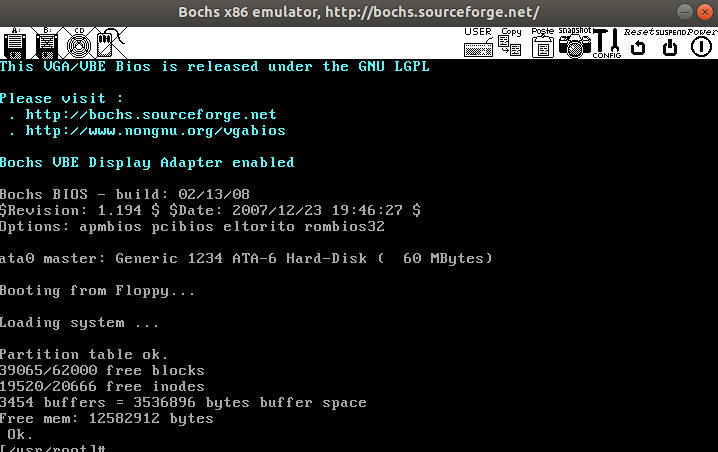 Bochs x86 emulator, http://bochs.sourceforge.net/
A: B: CD USER Copy Paste snapshot CONFIG Reset SUSPEND Power
This VGA/VBE Bios is released under the GNU LGPL
Please visit :
. http://bochs.sourceforge.net
. http://www.nongnu.org/vgabios
Bochs VBE Display Adapter enabled
Bochs BIOS - build: 02/13/08
$Revision: 1.194 $ $Date: 2007/12/23 19:46:27 $
Options: apmbios pcibios eltorito rombios32
ata0 master: Generic 1234 ATA-6 Hard-Disk (  60 MBytes)
Booting from Floppy...
Loading system ...
Partition table ok.
39065/62000 free blocks
19520/20666 free inodes
3454 buffers = 3536896 bytes buffer space
Free mem: 12582912 bytes
Ok.
[/usr/root]#